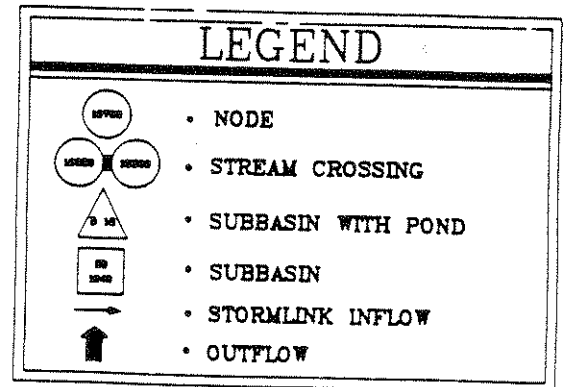 LEGEND
• NODE
• STREAM CROSSING
• SUBBASIN WITH POND
• SUBBASIN
• STORMLINK INFLOW
• OUTFLOW